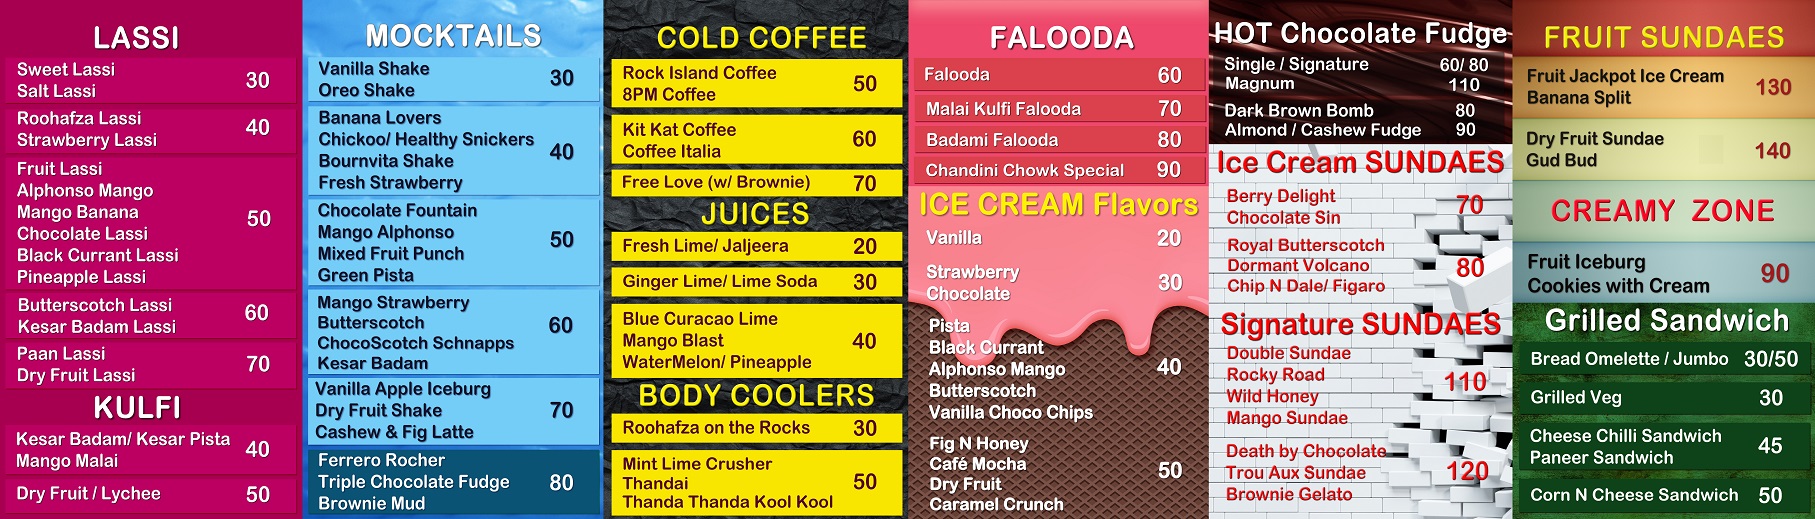 LASSI
Sweet Lassi
Salt Lassi
30
Roohafza Lassi
Strawberry Lassi
40
Fruit Lassi
Alphonso Mango
Mango Banana
Chocolate Lassi
Black Currant Lassi
Pineapple Lassi
50
Butterscotch Lassi
Kesar Badam Lassi
60
Paan Lassi
Dry Fruit Lassi
70
KULFI
Kesar Badam/ Kesar Pista
Mango Malai
40
Dry Fruit / Lychee 50
MOCKTAILS
Vanilla Shake
Oreo Shake
30
Banana Lovers
Chickoo/ Healthy Snickers
Bournvita Shake
Fresh Strawberry
40
Chocolate Fountain
Mango Alphonso
Mixed Fruit Punch
Green Pista
50
Mango Strawberry
Butterscotch
ChocoScotch Schnapps
Kesar Badam
60
Vanilla Apple Iceburg
Dry Fruit Shake
Cashew & Fig Latte
70
Ferrero Rocher
Triple Chocolate Fudge
Brownie Mud
80
COLD COFFEE
Rock Island Coffee
8PM Coffee
50
Kit Kat Coffee
Coffee Italia
60
Free Love (w/ Brownie) 70
JUICES
Fresh Lime/ Jaljeera 20
Ginger Lime/ Lime Soda 30
Blue Curacao Lime
Mango Blast
WaterMelon/ Pineapple
40
BODY COOLERS
Roohafza on the Rocks 30
Mint Lime Crusher
Thandai
Thanda Thanda Kool Kool
50
FALOODA
Falooda 60
Malai Kulfi Falooda 70
Badami Falooda 80
Chandini Chowk Special 90
ICE CREAM Flavors
Vanilla 20
Strawberry
Chocolate
30
Pista
Black Currant
Alphonso Mango
Butterscotch
Vanilla Choco Chips
40
Fig N Honey
Café Mocha
Dry Fruit
Caramel Crunch
50
HOT Chocolate Fudge
Single / Signature 60/ 80
Magnum 110
Dark Brown Bomb 80
Almond / Cashew Fudge 90
Ice Cream SUNDAES
Berry Delight
Chocolate Sin
70
Royal Butterscotch
Dormant Volcano
Chip N Dale/ Figaro
80
Signature SUNDAES
Double Sundae
Rocky Road
Wild Honey
Mango Sundae
110
Death by Chocolate
Trou Aux Sundae
Brownie Gelato
120
FRUIT SUNDAES
Fruit Jackpot Ice Cream
Banana Split
130
Dry Fruit Sundae
Gud Bud
140
CREAMY ZONE
Fruit Iceburg
Cookies with Cream
90
Grilled Sandwich
Bread Omelette / Jumbo 30/50
Grilled Veg 30
Cheese Chilli Sandwich
Paneer Sandwich
45
Corn N Cheese Sandwich 50